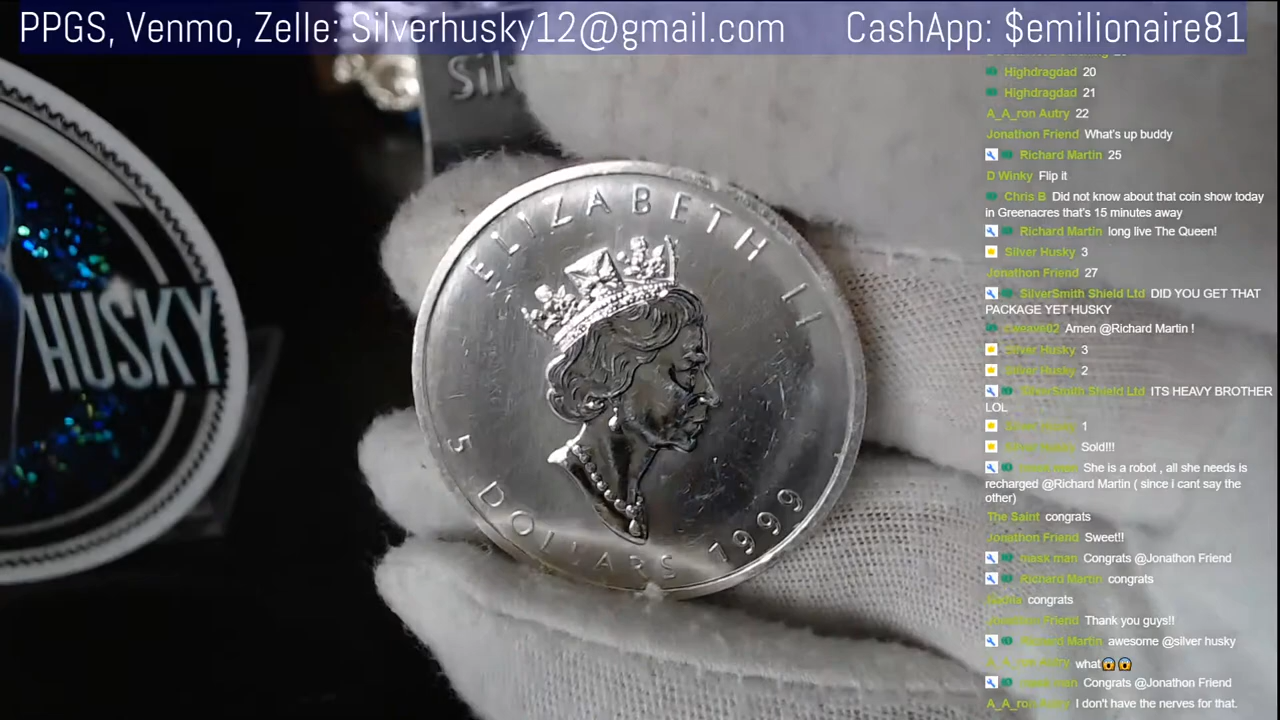 PPGS, Venmo, Zelle: Silverhusky12@gmail.com CashApp: $emilionaire81
Silv
HUSKY
ELIZABETH II
5 DOLLARS 1999
Highdragdad 20
Highdragdad 21
A_A_ron Autry 22
Jonathon Friend What's up buddy
Richard Martin 25
D Winky Flip it
Chris B Did not know about that coin show today
in Greenacres that's 15 minutes away
Richard Martin long live The Queen!
Silver Husky 3
Jonathon Friend 27
SilverSmith Shield Ltd DID YOU GET THAT
PACKAGE YET HUSKY
Amen @Richard Martin !
Silver Husky 3
Silver Husky 2
SilverSmith Shield Ltd ITS HEAVY BROTHER
LOL
Silver Husky 1
Silver Husky Sold!!!
mask man She is a robot , all she needs is
recharged @Richard Martin ( since i cant say the
other)
The Saint congrats
Jonathon Friend Sweet!!
mask man Congrats @Jonathon Friend
Richard Martin congrats
congrats
Jonathon Friend Thank you guys!!
Richard Martin awesome @silver husky
A_A_ron Autry what😱😱
mask man Congrats @Jonathon Friend
A_A_ron Autry I don't have the nerves for that.